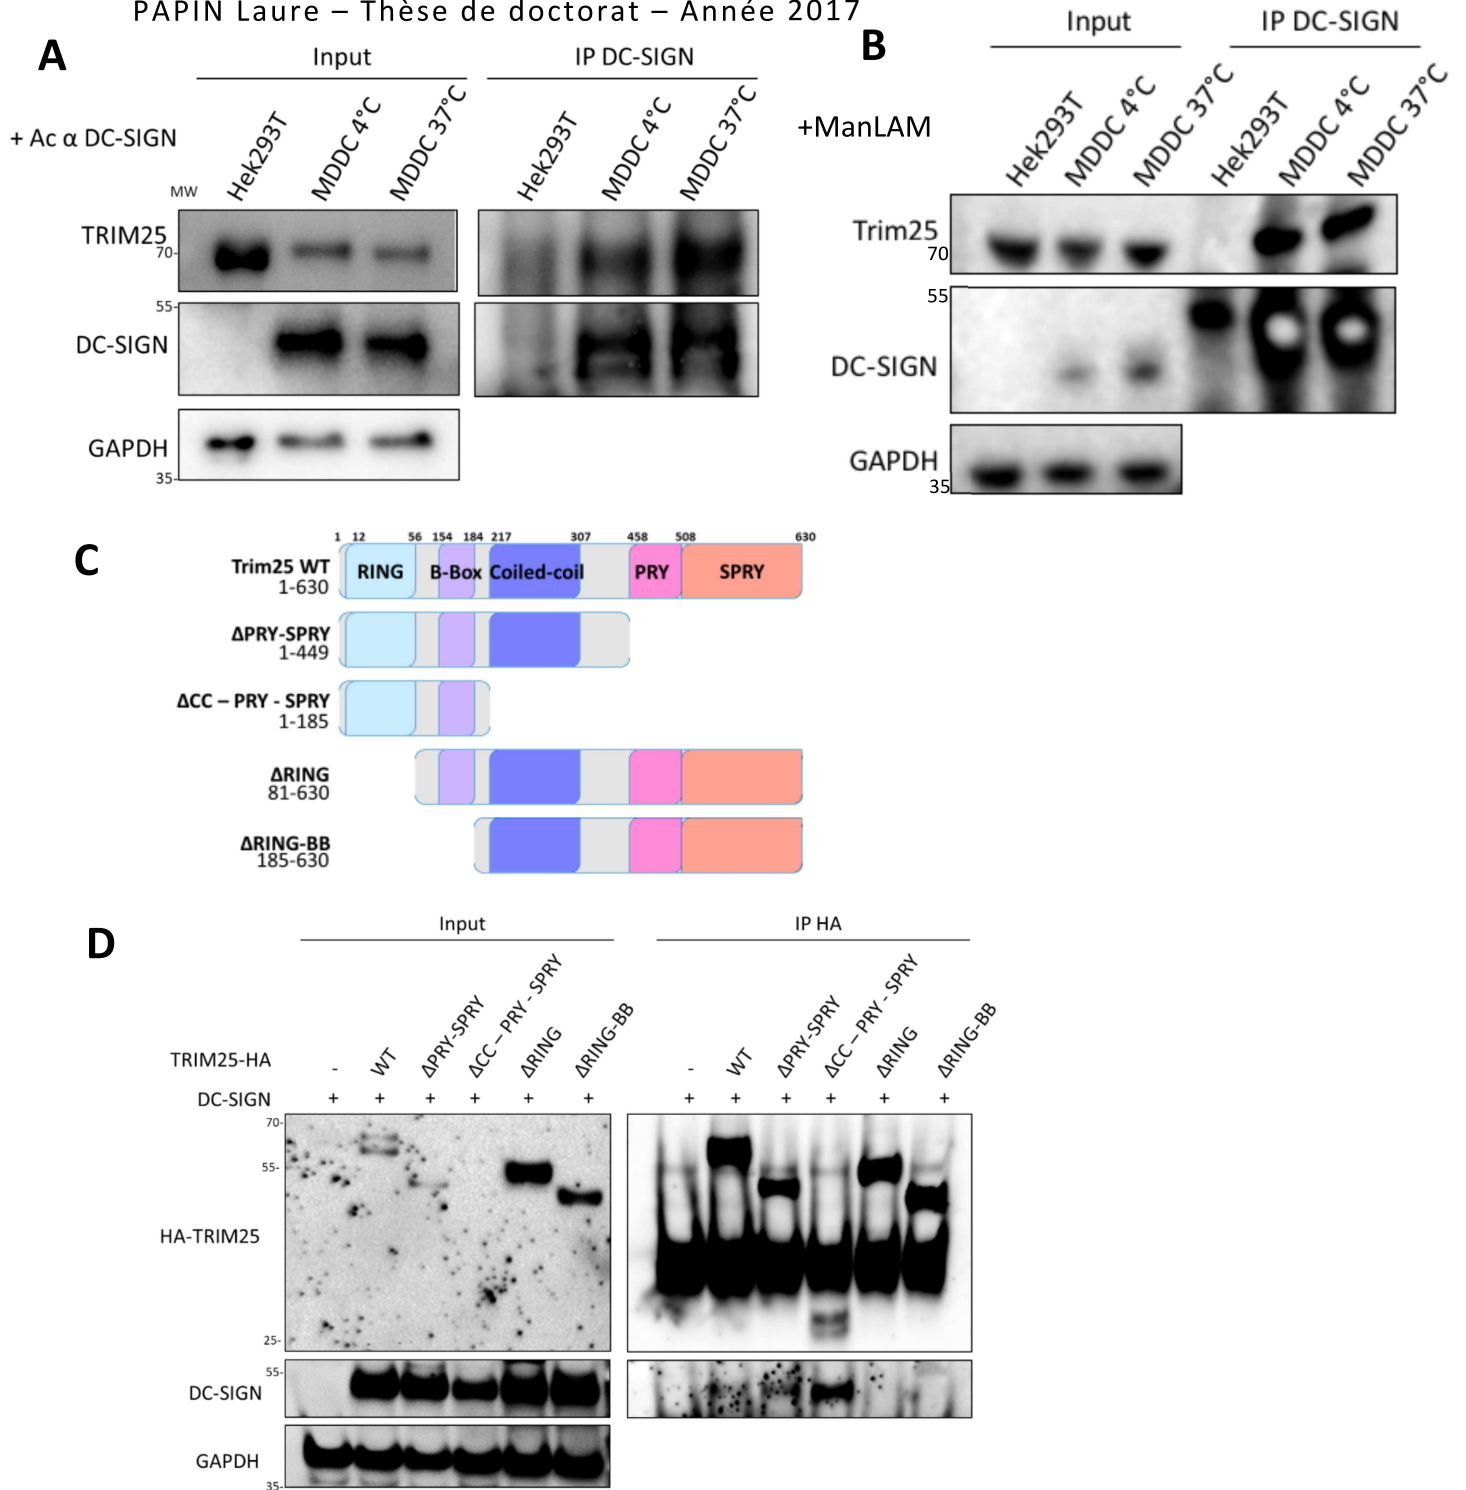 PAPIN Laure – Thèse de doctorat – Année 2017
A
Input
IP DC-SIGN
+ Ac α DC-SIGN
Hek293T
MDDC 4°C
MDDC 37°C
Hek293T
MDDC 4°C
MDDC 37°C
MW
TRIM25
70-
55-
DC-SIGN
GAPDH
35-
B
Input
IP DC-SIGN
+ManLAM
Hek293T
MDDC 4°C
MDDC 37°C
Hek293T
MDDC 4°C
MDDC 37°C
Trim25
70
55
DC-SIGN
GAPDH
35
C
1 12 56 154 184 217 307 458 508 630
Trim25 WT
1-630
RING B-Box Coiled-coil PRY SPRY
ΔPRY-SPRY
1-449
ΔCC – PRY - SPRY
1-185
ΔRING
81-630
ΔRING-BB
185-630
D
Input
IP HA
TRIM25-HA
- WT ΔPRY-SPRY ΔCC – PRY - SPRY ΔRING ΔRING-BB
- WT ΔPRY-SPRY ΔCC – PRY - SPRY ΔRING ΔRING-BB
DC-SIGN + + + + + + + + + + + +
70-
55-
HA-TRIM25
25-
55-
DC-SIGN
GAPDH
35-